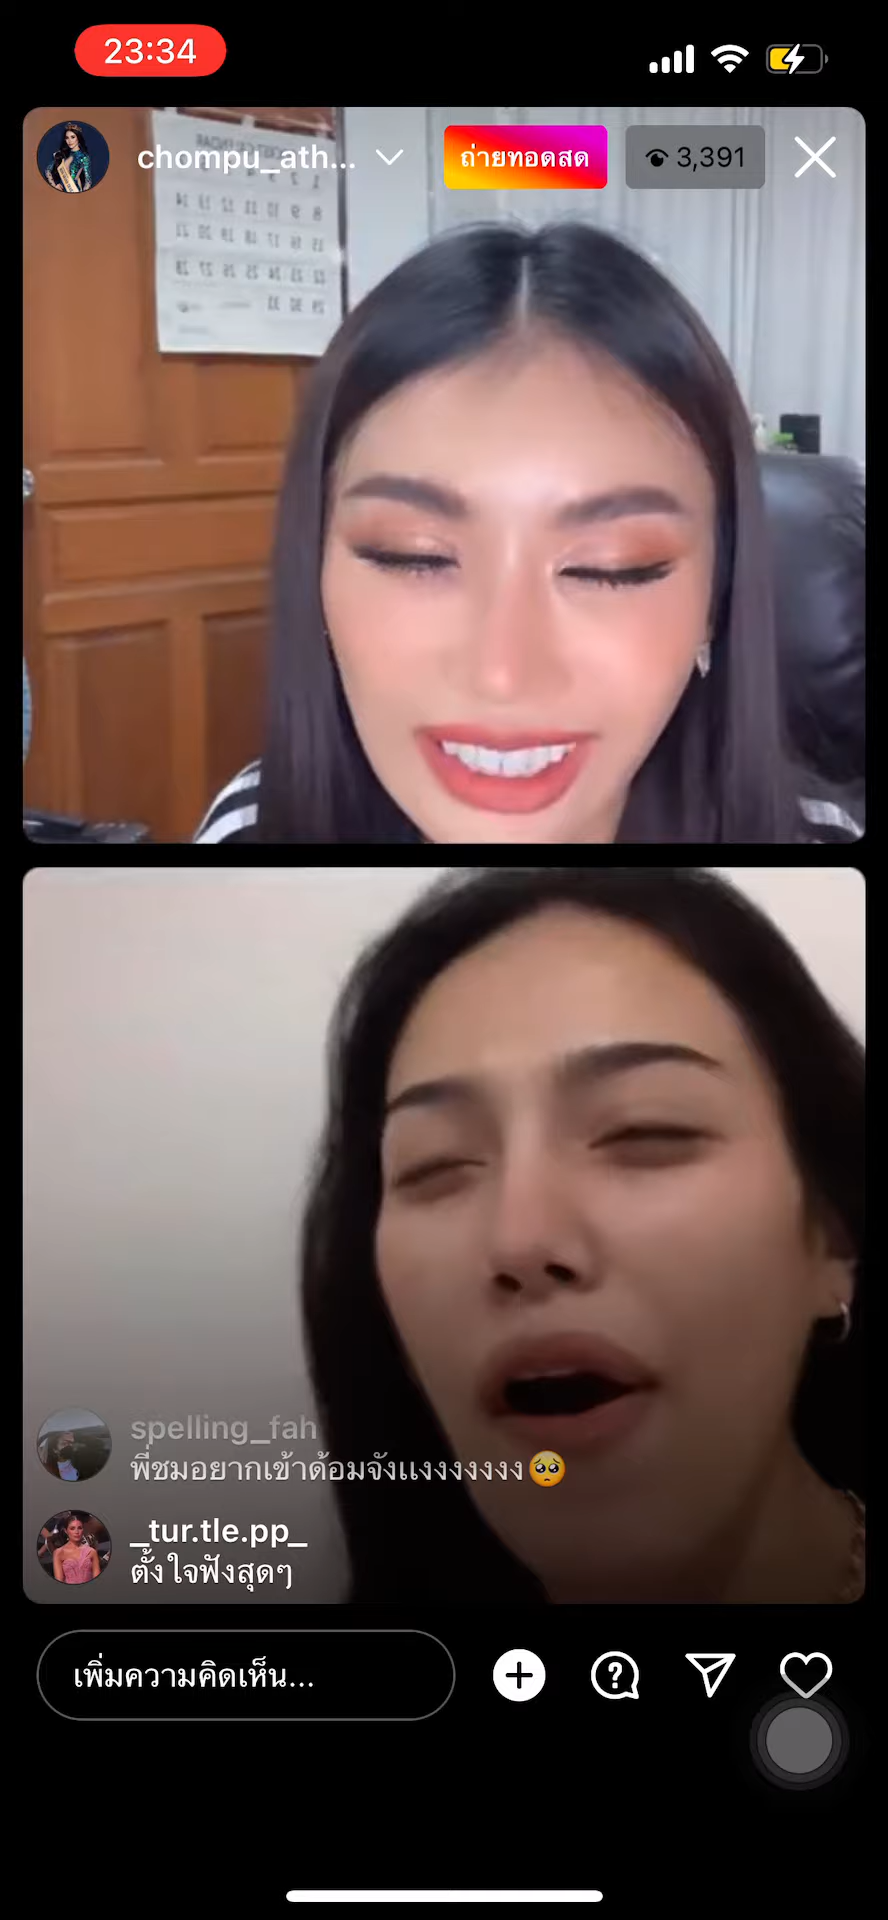 23:34
chompu_ath...
ถ่ายทอดสด
3,391
spelling_fah
พี่ชมอยากเข้าด้อมจังแงงงงงงง🥺
_tur.tle.pp_
ตั้งใจฟังสุดๆ
เพิ่มความคิดเห็น...